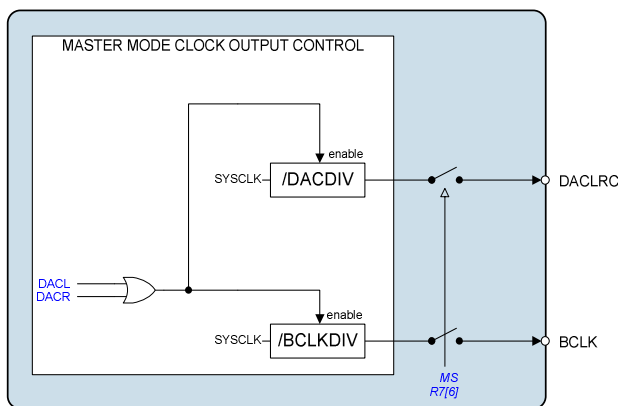 MASTER MODE CLOCK OUTPUT CONTROL
enable
SYSCLK
/DACDIV
DACLRC
DACL
DACR
enable
SYSCLK
/BCLKDIV
BCLK
MS
R7[6]